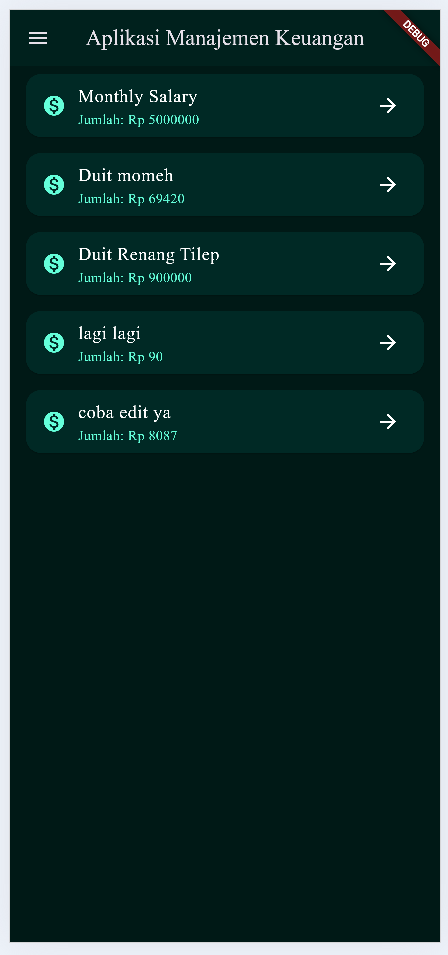 Aplikasi Manajemen Keuangan
DEBUG
Monthly Salary
Jumlah: Rp 5000000
Duit momeh
Jumlah: Rp 69420
Duit Renang Tilep
Jumlah: Rp 900000
lagi lagi
Jumlah: Rp 90
coba edit ya
Jumlah: Rp 8087